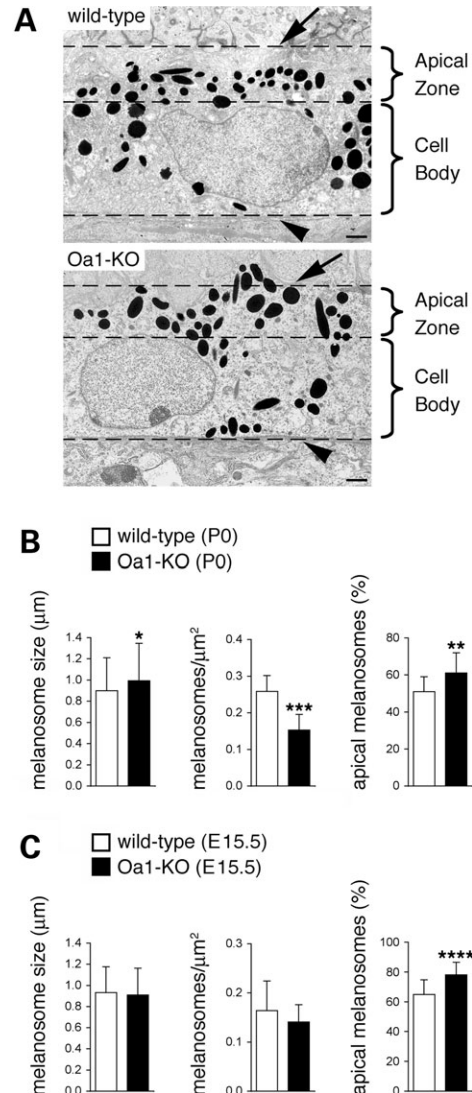 A
wild-type
Apical
Zone
Cell
Body
Oa1-KO
Apical
Zone
Cell
Body
B
wild-type (P0)
Oa1-KO (P0)
melanosome size (μm)
1.4
1.2
1.0
0.8
0.6
0.4
0.2
0.0
*
melanosomes/μm²
0.4
0.3
0.2
0.1
0.0
***
apical melanosomes (%)
80
60
40
20
0
**
C
wild-type (E15.5)
Oa1-KO (E15.5)
melanosome size (μm)
1.4
1.2
1.0
0.8
0.6
0.4
0.2
0.0
melanosomes/μm²
0.3
0.2
0.1
0.0
apical melanosomes (%)
100
80
60
40
20
0
****